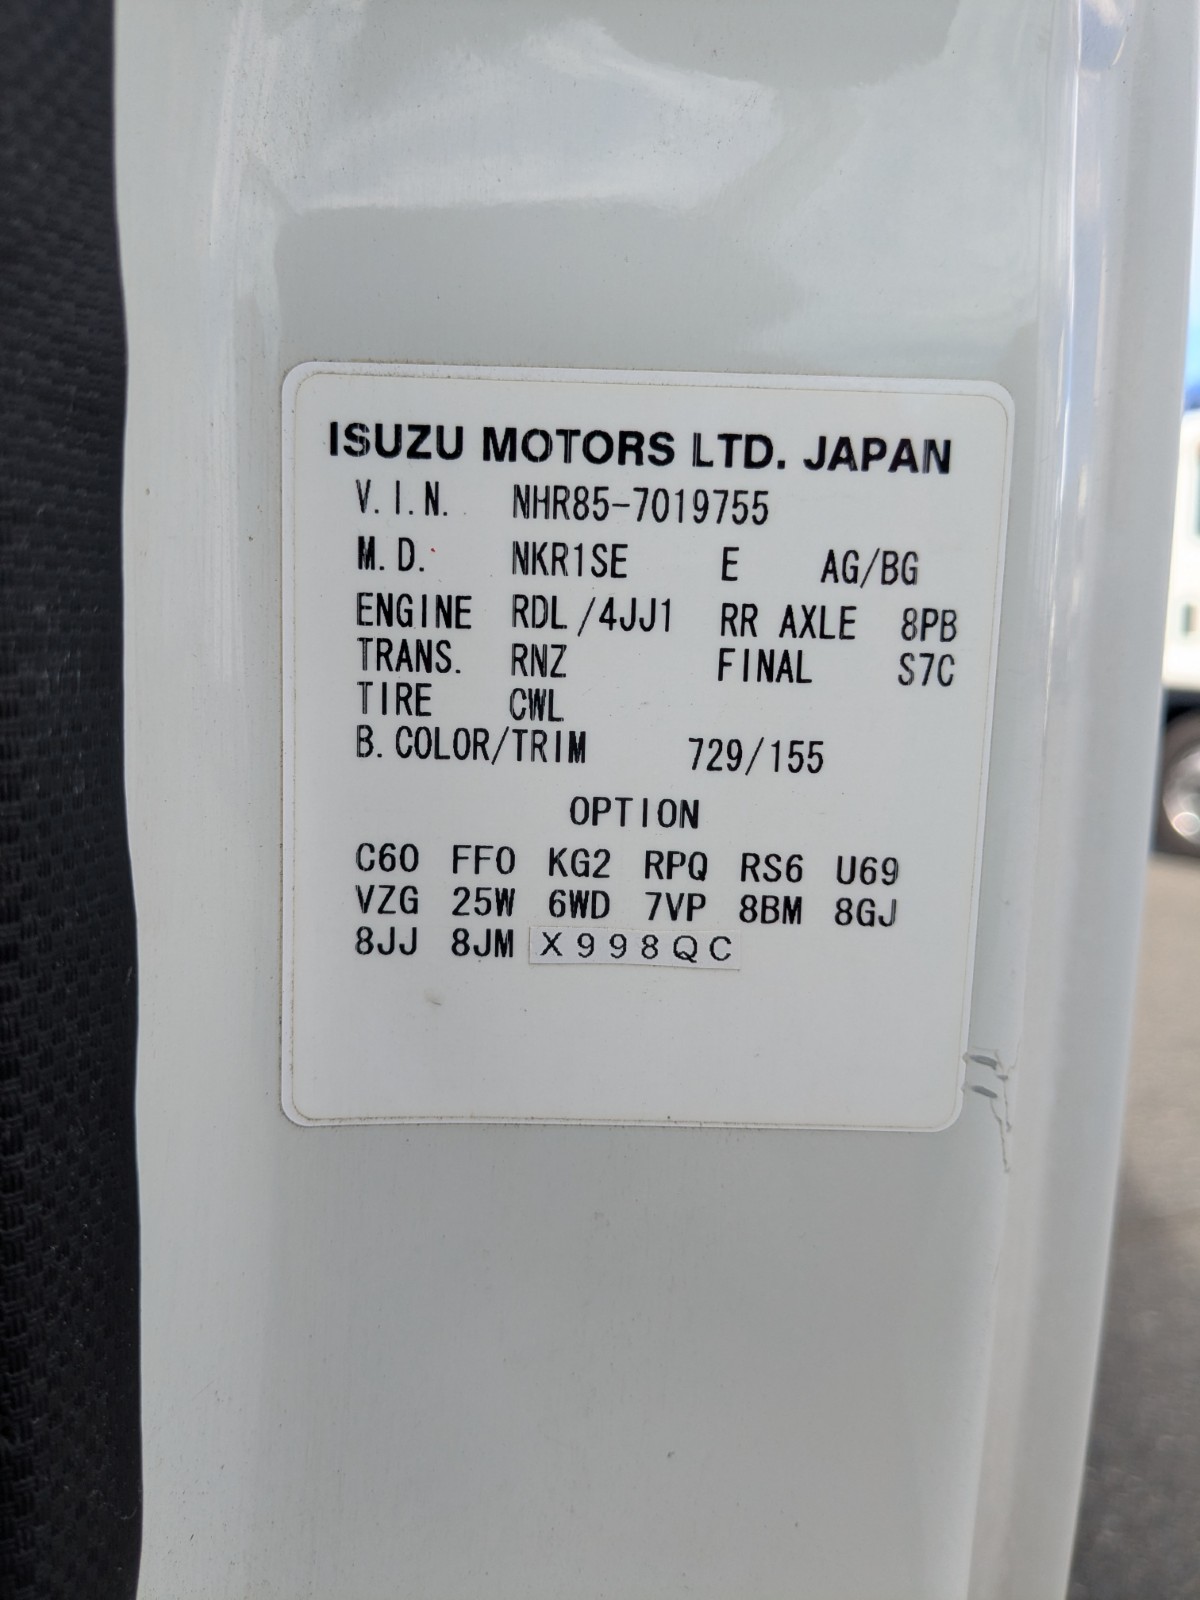 ISUZU MOTORS LTD. JAPAN
V.I.N. NHR85-7019755
M.D. NKR1SE E AG/BG
ENGINE RDL/4JJ1 RR AXLE 8PB
TRANS. RNZ FINAL S7C
TIRE CWL
B.COLOR/TRIM 729/155
OPTION
C60 FF0 KG2 RPQ RS6 U69
VZG 25W 6WD 7VP 8BM 8GJ
8JJ 8JM X998QC